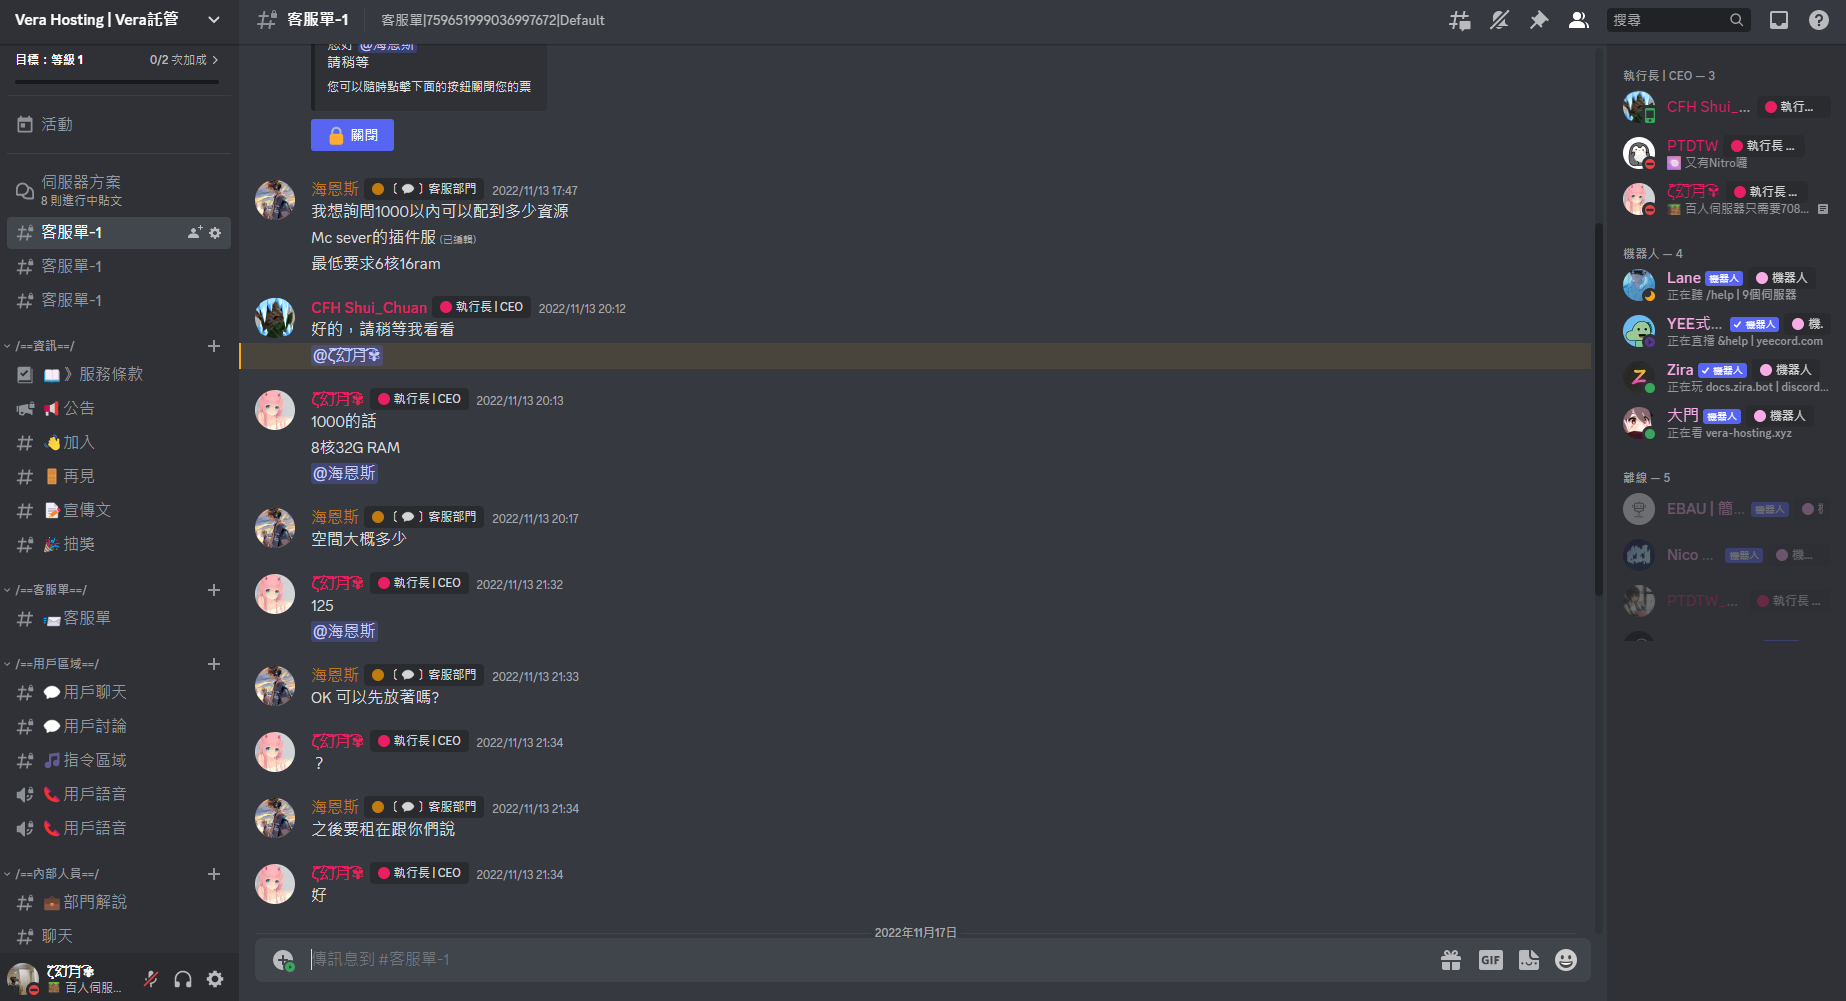 Vera Hosting | Vera託管
目標：等級 1
0/2 次加成
活動
伺服器方案
8 則進行中貼文
客服單-1
客服單-1
客服單-1
/==資訊==/
》服務條款
公告
加入
再見
宣傳文
抽獎
/==客服單==/
客服單
/==用戶區域==/
用戶聊天
用戶討論
指令區域
用戶語音
用戶語音
/==內部人員==/
部門解說
聊天
ζ幻月✾
百人伺服...
客服單-1
客服單|759651999036997672|Default
搜尋
您好 @海恩斯
請稍等
您可以隨時點擊下面的按鈕關閉您的票
關閉
海恩斯 〔💬〕客服部門 2022/11/13 17:47
我想詢問1000以內可以配到多少資源
Mc sever的插件服 (已編輯)
最低要求6核16ram
CFH Shui_Chuan 執行長 | CEO 2022/11/13 20:12
好的，請稍等我看看
@ζ幻月✾
ζ幻月✾ 執行長 | CEO 2022/11/13 20:13
1000的話
8核32G RAM
@海恩斯
海恩斯 〔💬〕客服部門 2022/11/13 20:17
空間大概多少
ζ幻月✾ 執行長 | CEO 2022/11/13 21:32
125
@海恩斯
海恩斯 〔💬〕客服部門 2022/11/13 21:33
OK 可以先放著嗎?
ζ幻月✾ 執行長 | CEO 2022/11/13 21:34
？
海恩斯 〔💬〕客服部門 2022/11/13 21:34
之後要租在跟你們說
ζ幻月✾ 執行長 | CEO 2022/11/13 21:34
好
2022年11月17日
傳訊息到 #客服單-1
GIF
執行長 | CEO — 3
CFH Shui_... 執行...
PTDTW 執行長 ...
又有Nitro囉
ζ幻月✾ 執行長 ...
百人伺服器只需要708...
機器人 — 4
Lane 機器人 機器人
正在聽 /help | 9個伺服器
YEE式... ✓ 機器人 機.
正在直播 &help | yeecord.com
Zira ✓ 機器人 機器人
正在玩 docs.zira.bot | discord...
大門 機器人 機器人
正在看 vera-hosting.xyz
離線 — 5
EBAU | 簡... 機器人
Nico ... 機器人 機...
PTDTW_... 執行長 ...